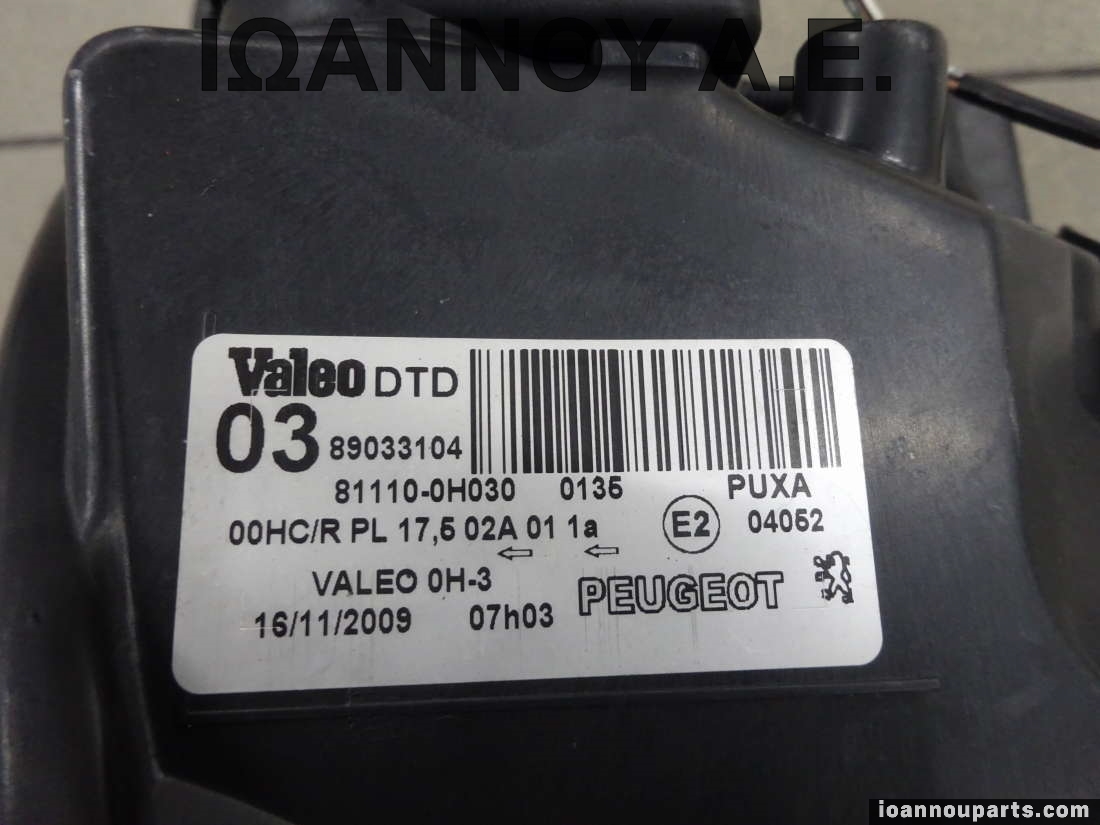 ΙΩΑΝΝΟΥ Α.Ε.
Valeo DTD
03 89033104
81110-0H030 0135 PUXA
00HC/R PL 17,5 02A 01 1a E2 04052
VALEO 0H-3 PEUGEOT
16/11/2009 07h03
ioannouparts.com